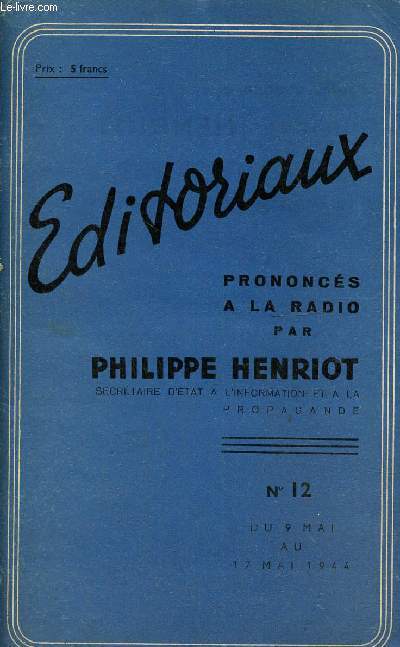 Le-livre.com
Prix : 5 francs
Editoriaux
PRONONCÉS
A LA RADIO
PAR
PHILIPPE HENRIOT
SECRÉTAIRE D'ÉTAT A L'INFORMATION ET A LA
PROPAGANDE
N° 12
DU 9 MAI
AU
17 MAI 1944